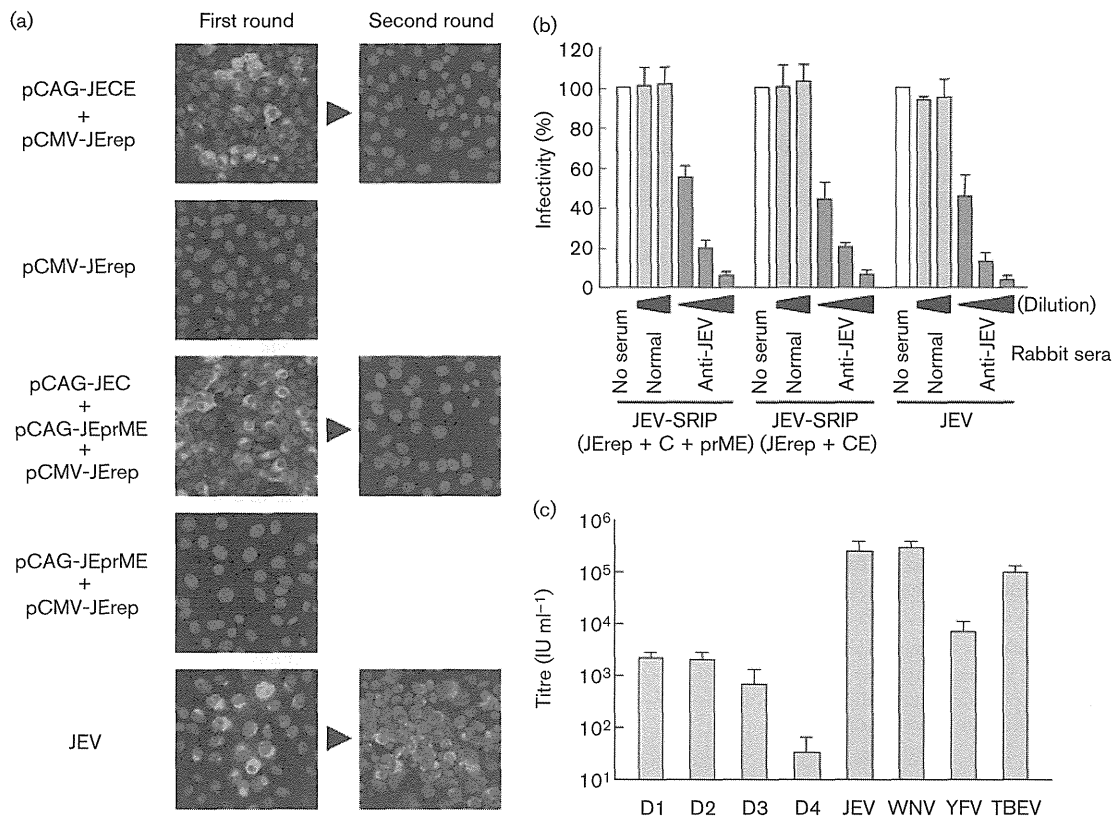 (a)
First round
Second round
pCAG-JECE
+
pCMV-JErep
pCMV-JErep
pCAG-JEC
+
pCAG-JEprME
+
pCMV-JErep
pCAG-JEprME
+
pCMV-JErep
JEV
(b)
Infectivity (%)
120
100
80
60
40
20
0
(Dilution)
No serum
Normal
Anti-JEV
No serum
Normal
Anti-JEV
No serum
Normal
Anti-JEV
Rabbit sera
JEV-SRIP
(JErep + C + prME)
JEV-SRIP
(JErep + CE)
JEV
(c)
Titre (IU ml⁻¹)
10⁶
10⁵
10⁴
10³
10²
10¹
D1 D2 D3 D4 JEV WNV YFV TBEV